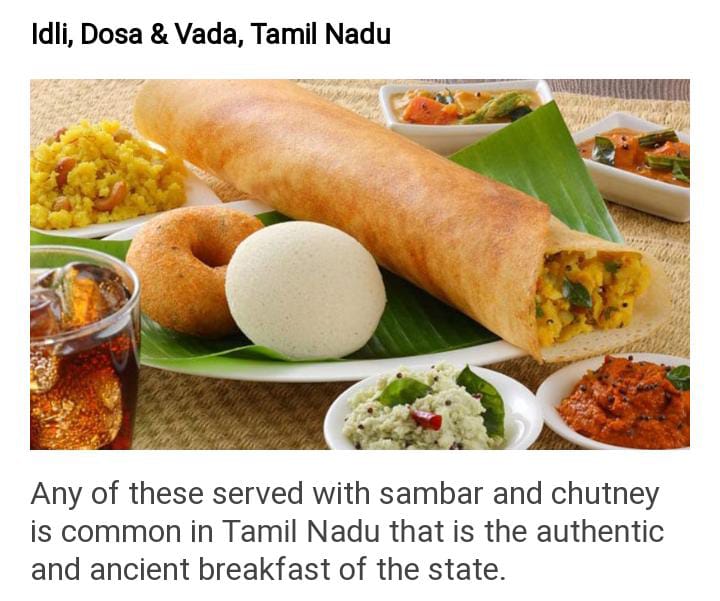 Idli, Dosa & Vada, Tamil Nadu
Any of these served with sambar and chutney
is common in Tamil Nadu that is the authentic
and ancient breakfast of the state.